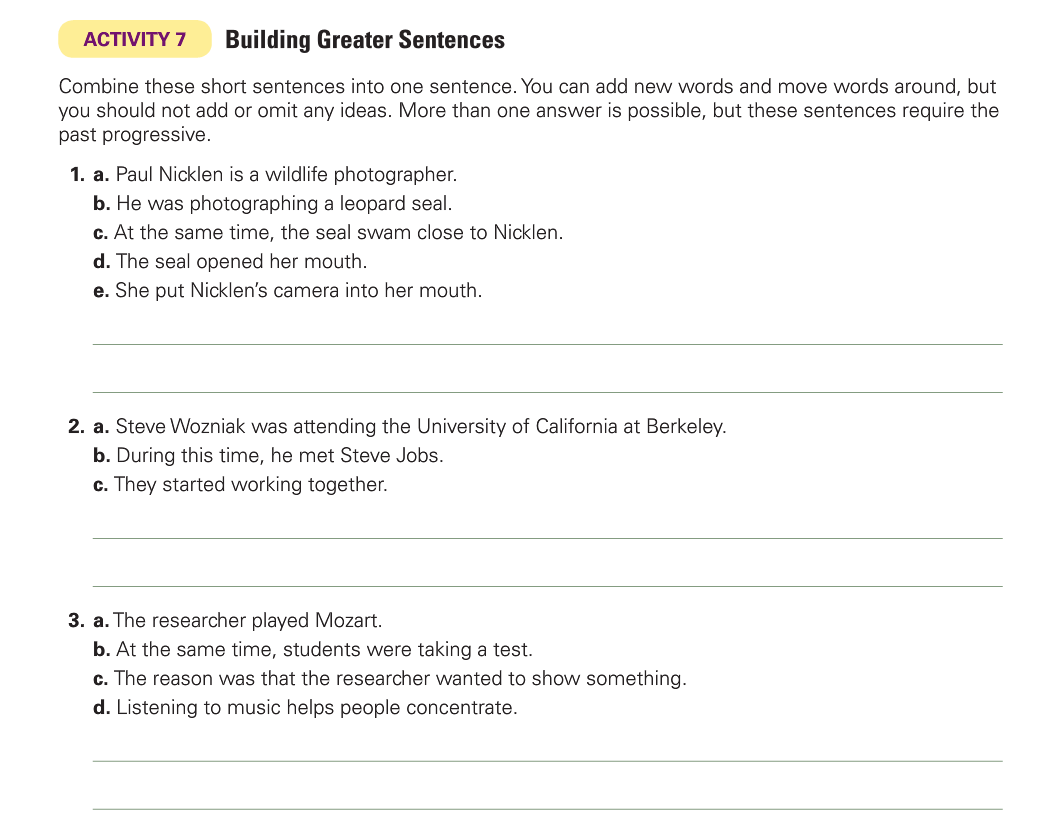 ACTIVITY 7 Building Greater Sentences
Combine these short sentences into one sentence. You can add new words and move words around, but
you should not add or omit any ideas. More than one answer is possible, but these sentences require the
past progressive.
1. a. Paul Nicklen is a wildlife photographer.
b. He was photographing a leopard seal.
c. At the same time, the seal swam close to Nicklen.
d. The seal opened her mouth.
e. She put Nicklen’s camera into her mouth.
2. a. Steve Wozniak was attending the University of California at Berkeley.
b. During this time, he met Steve Jobs.
c. They started working together.
3. a. The researcher played Mozart.
b. At the same time, students were taking a test.
c. The reason was that the researcher wanted to show something.
d. Listening to music helps people concentrate.